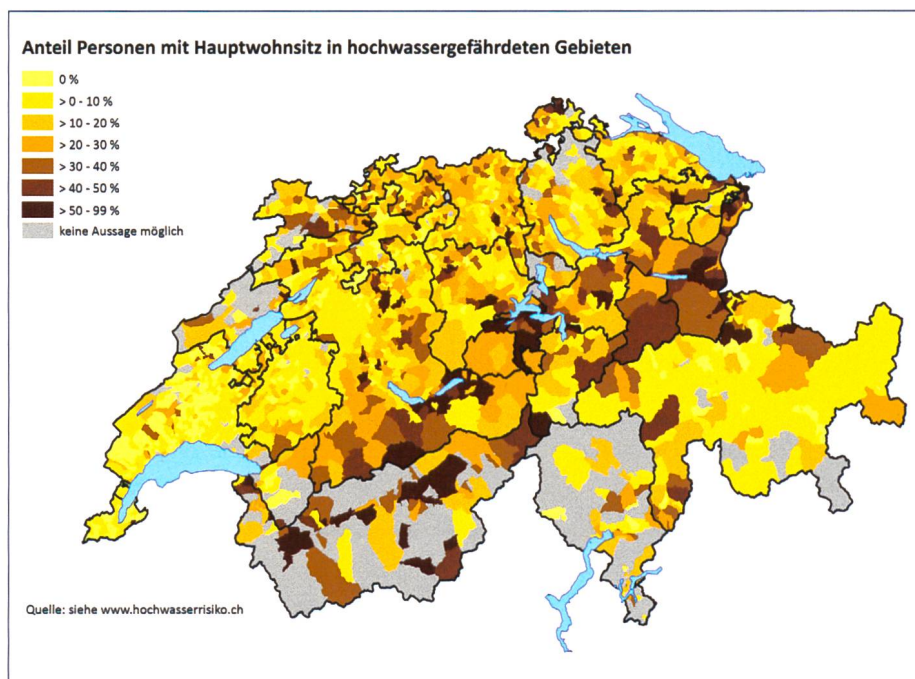 Anteil Personen mit Hauptwohnsitz in hochwassergefährdeten Gebieten
0 %
> 0 - 10 %
> 10 - 20 %
> 20 - 30 %
> 30 - 40 %
> 40 - 50 %
> 50 - 99 %
keine Aussage möglich
Quelle: siehe www.hochwasserrisiko.ch